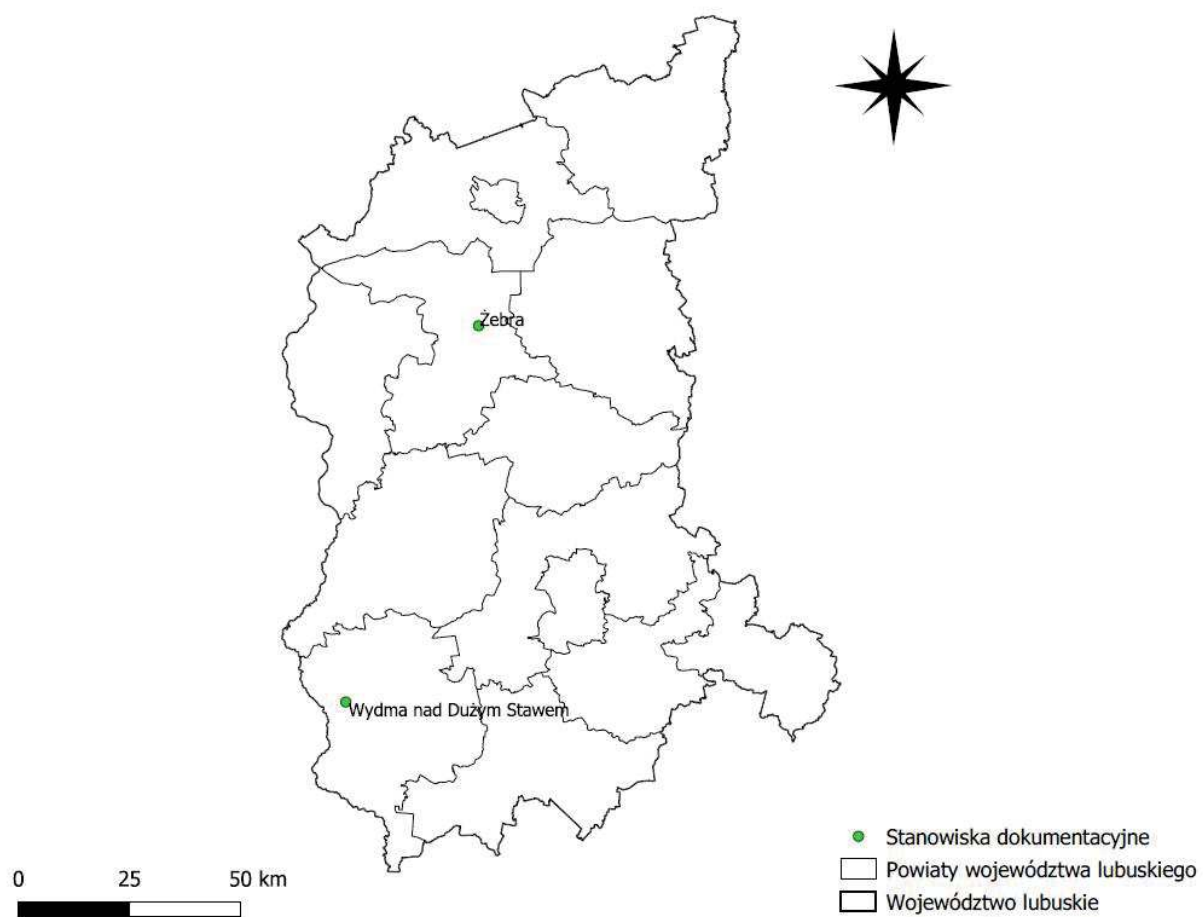 Żebra
Wydma nad Dużym Stawem
Stanowiska dokumentacyjne
Powiaty województwa lubuskiego
Województwo lubuskie
0 25 50 km